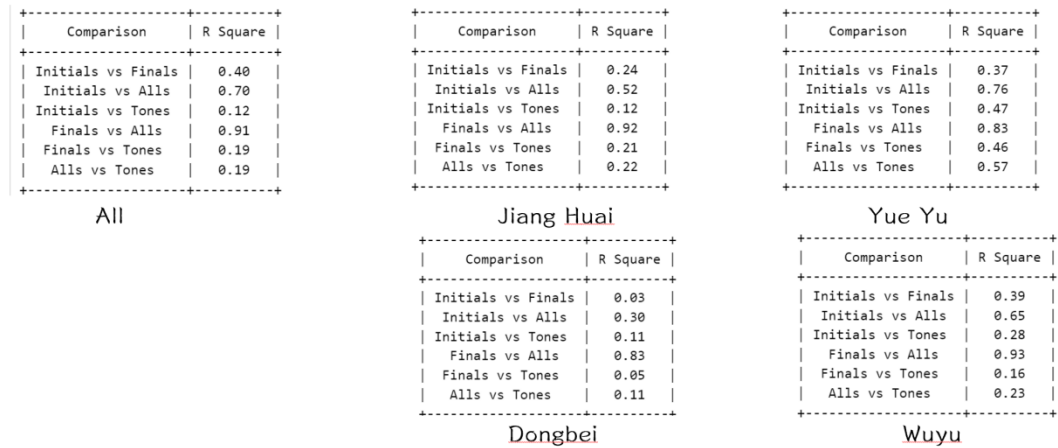 Comparison | R Square
Initials vs Finals | 0.40
Initials vs Alls | 0.70
Initials vs Tones | 0.12
Finals vs Alls | 0.91
Finals vs Tones | 0.19
Alls vs Tones | 0.19
All
Comparison | R Square
Initials vs Finals | 0.24
Initials vs Alls | 0.52
Initials vs Tones | 0.12
Finals vs Alls | 0.92
Finals vs Tones | 0.21
Alls vs Tones | 0.22
Jiang Huai
Comparison | R Square
Initials vs Finals | 0.37
Initials vs Alls | 0.76
Initials vs Tones | 0.47
Finals vs Alls | 0.83
Finals vs Tones | 0.46
Alls vs Tones | 0.57
Yue Yu
Comparison | R Square
Initials vs Finals | 0.03
Initials vs Alls | 0.30
Initials vs Tones | 0.11
Finals vs Alls | 0.83
Finals vs Tones | 0.05
Alls vs Tones | 0.11
Dongbei
Comparison | R Square
Initials vs Finals | 0.39
Initials vs Alls | 0.65
Initials vs Tones | 0.28
Finals vs Alls | 0.93
Finals vs Tones | 0.16
Alls vs Tones | 0.23
Wuyu